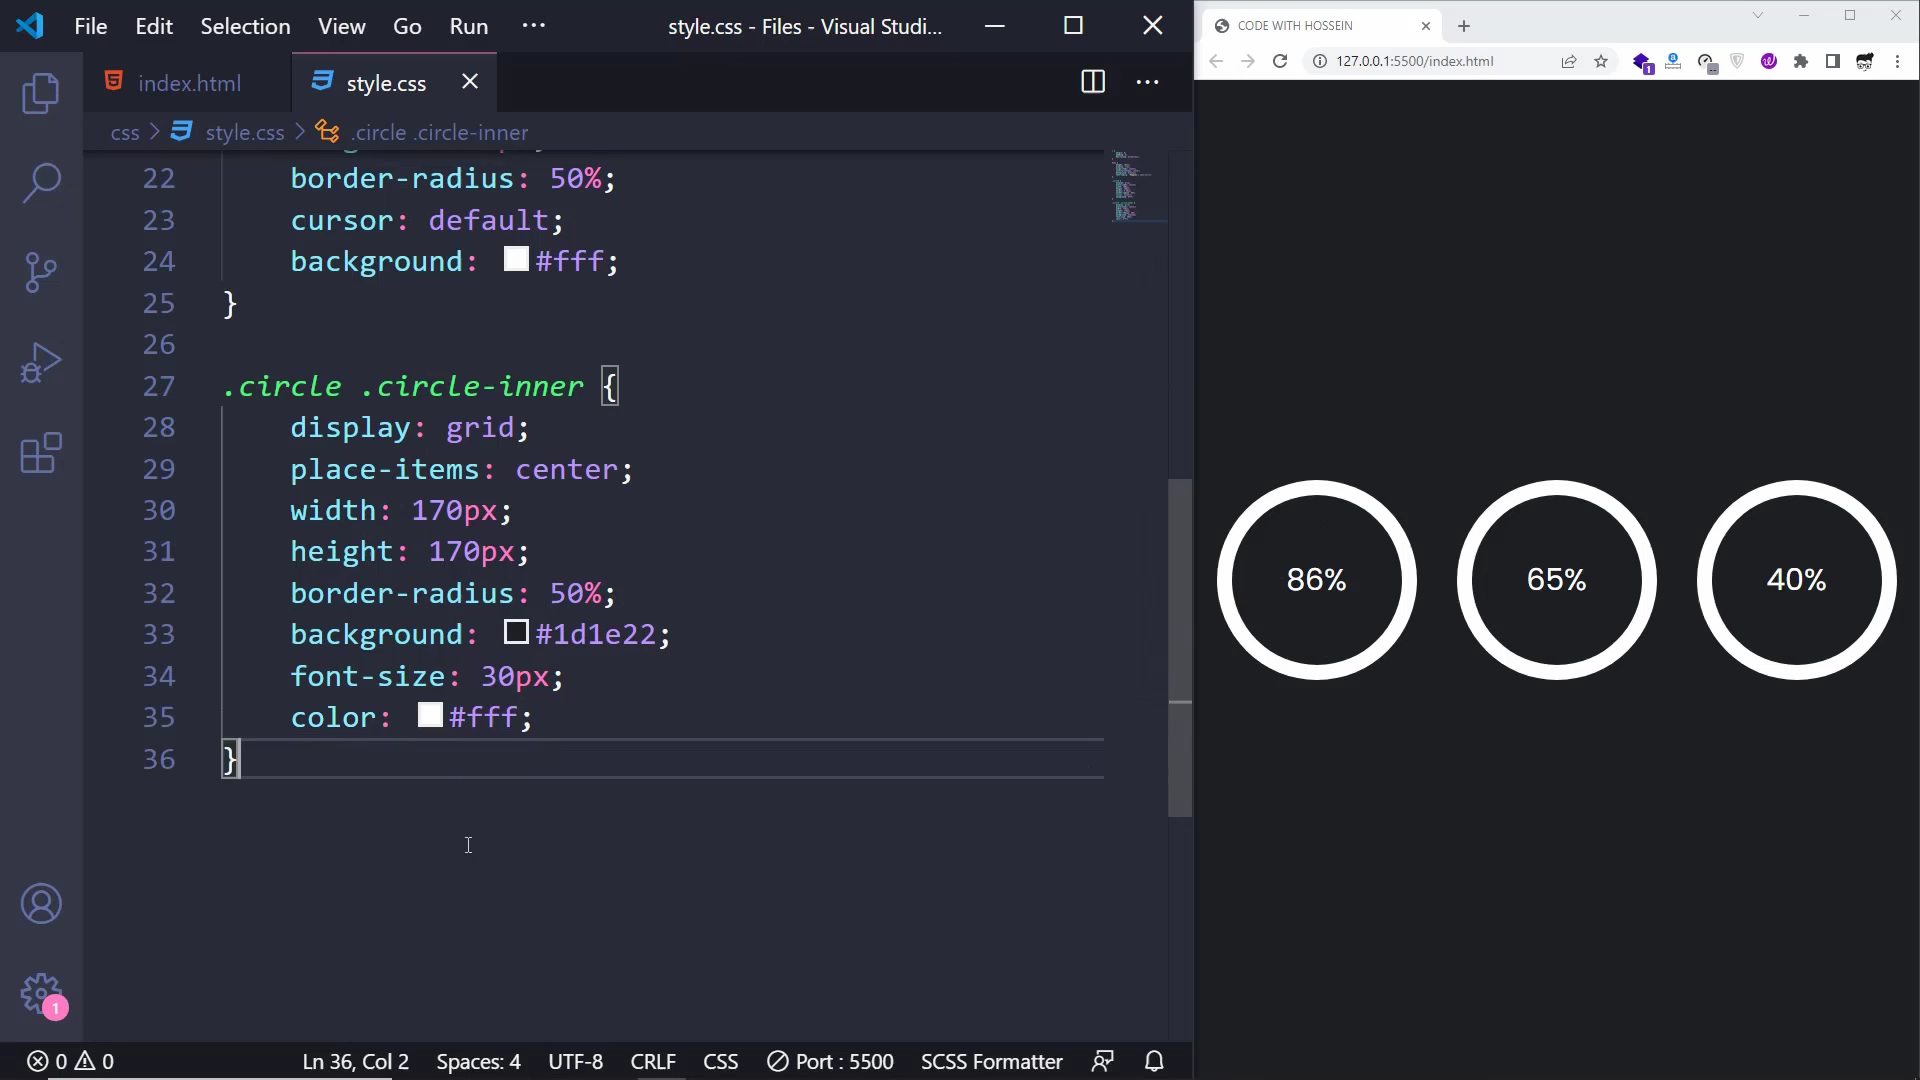 File Edit Selection View Go Run ··· style.css - Files - Visual Studi...
index.html style.css
css > style.css > .circle .circle-inner
22 border-radius: 50%;
23 cursor: default;
24 background: #fff;
25 }
26
27 .circle .circle-inner {
28 display: grid;
29 place-items: center;
30 width: 170px;
31 height: 170px;
32 border-radius: 50%;
33 background: #1d1e22;
34 font-size: 30px;
35 color: #fff;
36 }
1
0 0 Ln 36, Col 2 Spaces: 4 UTF-8 CRLF CSS Port : 5500 SCSS Formatter
CODE WITH HOSSEIN
127.0.0.1:5500/index.html
1
86% 65% 40%